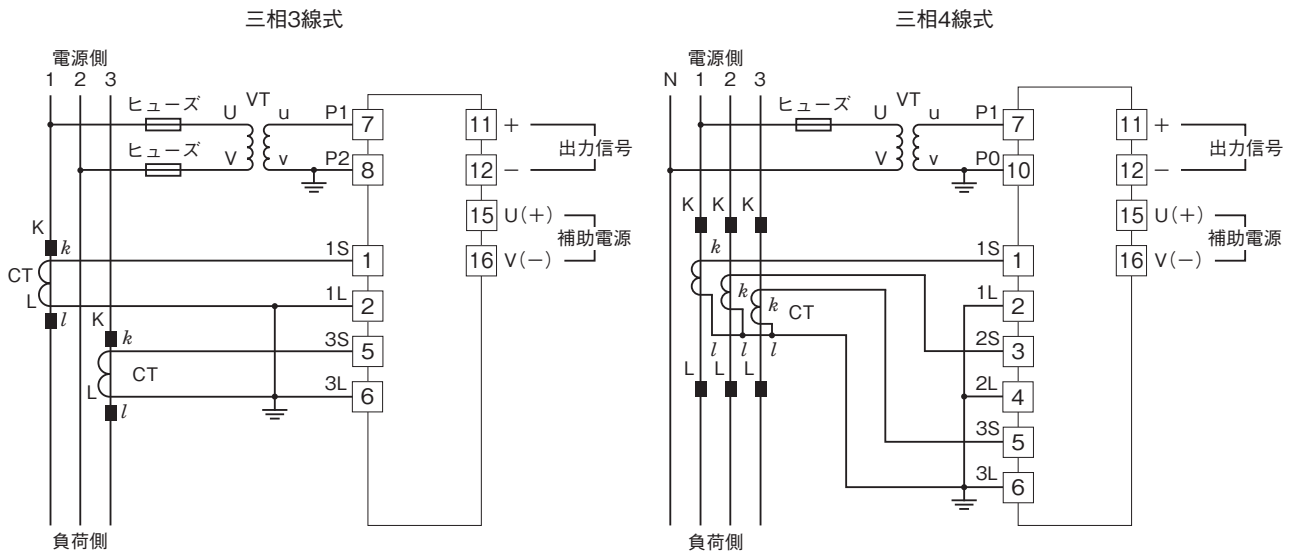 三相3線式
電源側
1 2 3
ヒューズ U VT u P1 7 11 +
出力信号
ヒューズ V v P2 8 12 −
15 U(+)
補助電源
K k 1S 1 16 V(−)
CT
L 1L 2
l K k 3S 5
CT
L 3L 6
l
負荷側
三相4線式
電源側
N 1 2 3
ヒューズ U VT u P1 7 11 +
出力信号
V v P0 10 12 −
K K K 15 U(+)
補助電源
k 1S 1 16 V(−)
k 1L 2
k CT
l l l 2S 3
L L L 2L 4
3S 5
3L 6
負荷側